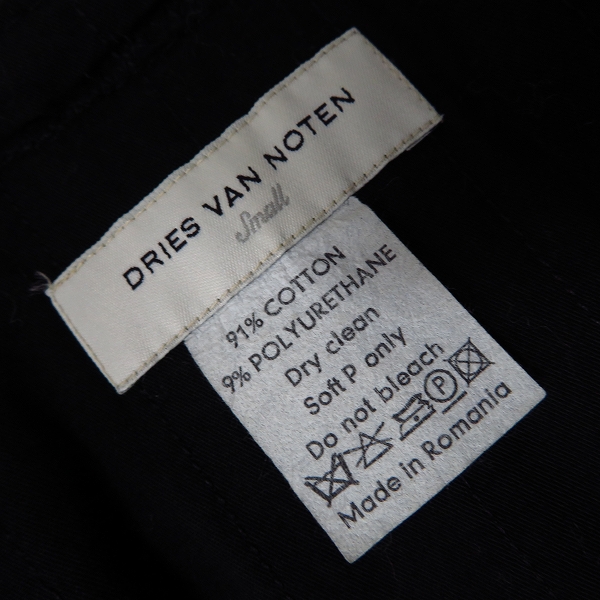 DRIES VAN NOTEN
Small
91% COTTON
9% POLYURETHANE
Dry clean
Soft P only
Do not bleach
P
Made in Romania